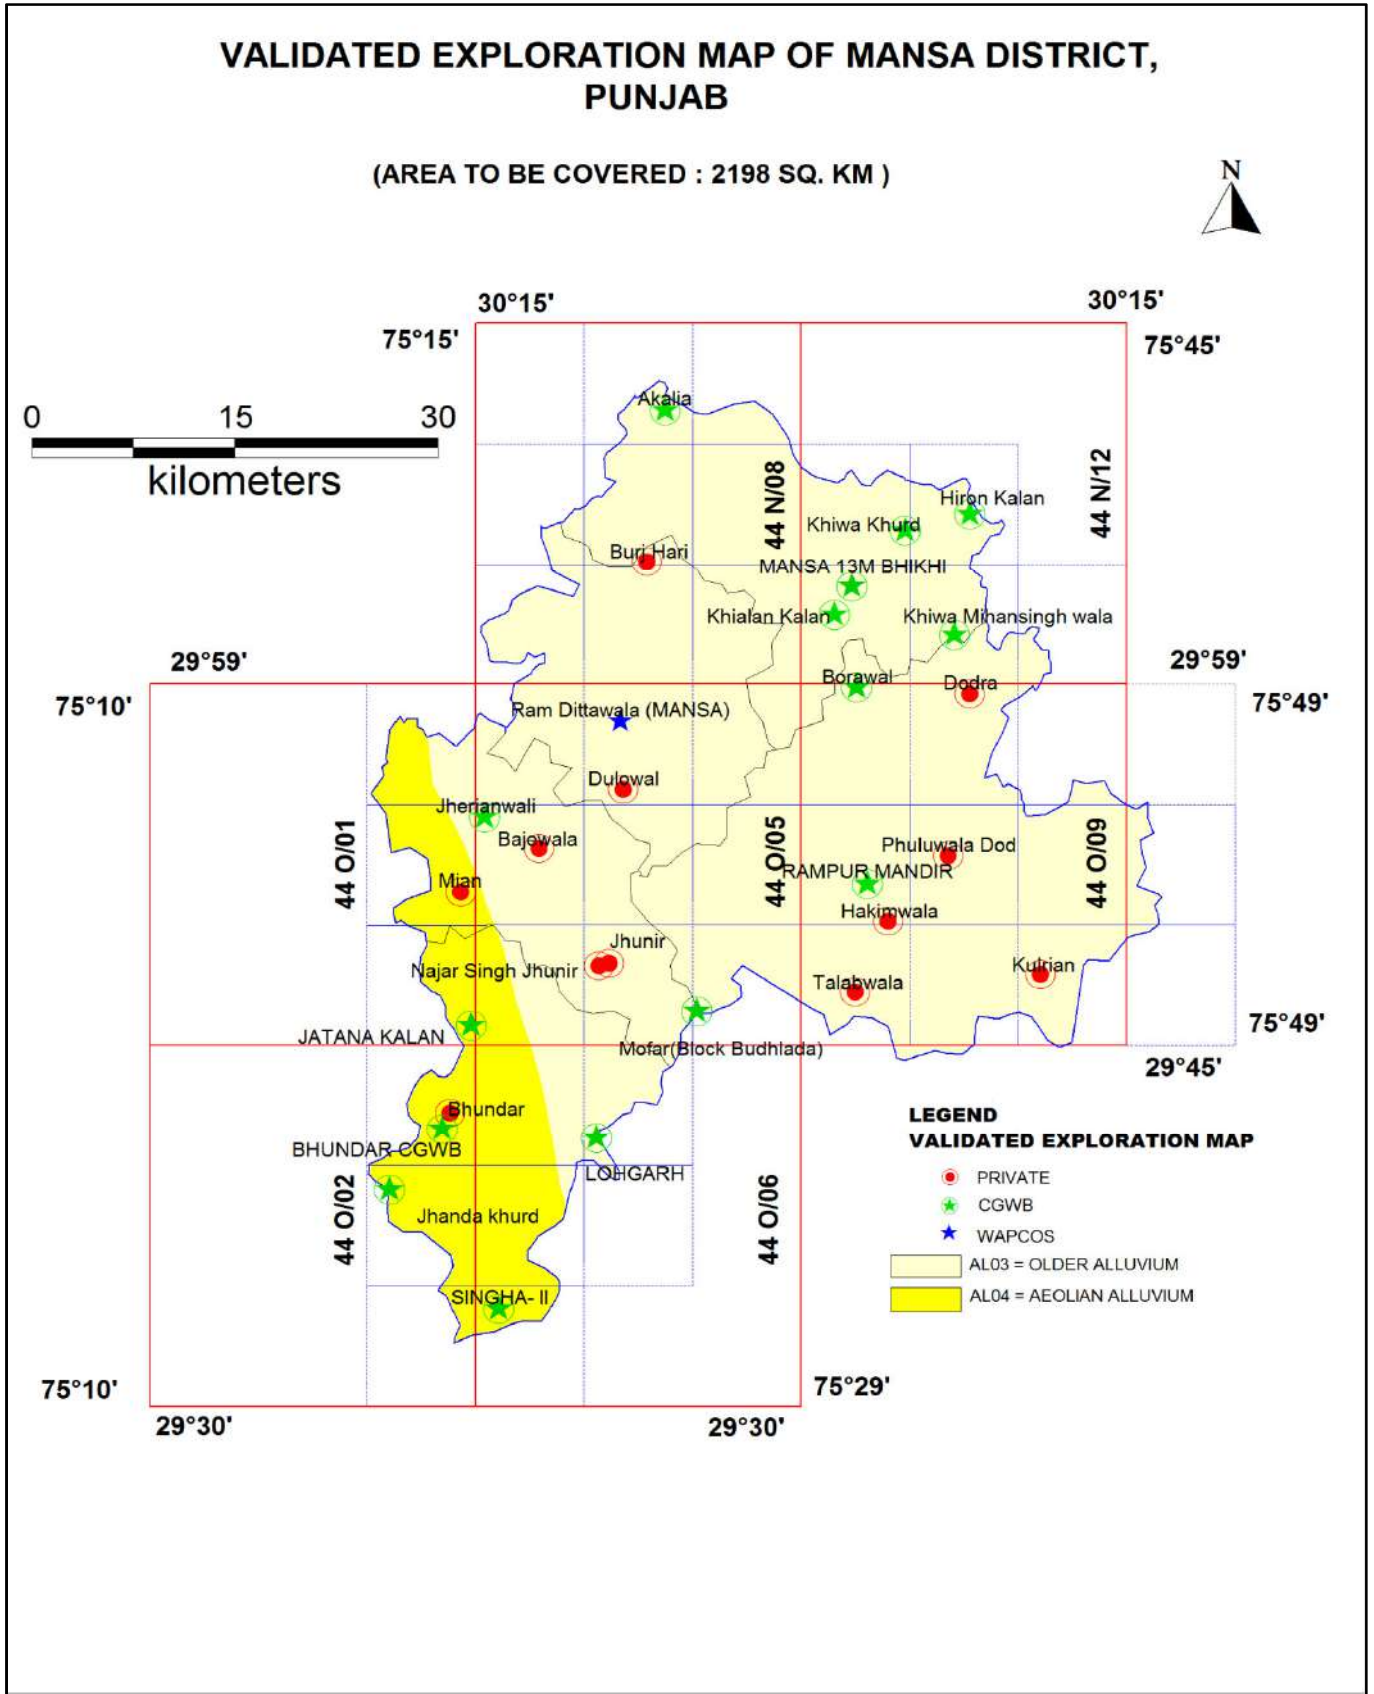 VALIDATED EXPLORATION MAP OF MANSA DISTRICT,
PUNJAB
(AREA TO BE COVERED : 2198 SQ. KM )
N
30°15'
30°15'
75°15'
75°45'
0 15 30
kilometers
Akalia
44 N/08
44 N/12
Hiron Kalan
Khiwa Khurd
Buri Hari
MANSA 13M BHIKHI
Khialan Kalan
Khiwa Mihansingh wala
29°59'
29°59'
75°10'
75°49'
Borawal
Dodra
Ram Dittawala (MANSA)
Dulowal
Jherianwali
Bajewala
44 O/01
44 O/05
44 O/09
Phuluwala Dod
RAMPUR MANDIR
Mian
Hakimwala
Jhunir
Najar Singh Jhunir
Kulrian
Talabwala
JATANA KALAN
Mofar(Block Budhlada)
75°49'
29°45'
Bhundar
BHUNDAR CGWB
LOHGARH
44 O/02
44 O/06
Jhanda khurd
SINGHA- II
LEGEND
VALIDATED EXPLORATION MAP
PRIVATE
CGWB
WAPCOS
AL03 = OLDER ALLUVIUM
AL04 = AEOLIAN ALLUVIUM
75°10'
75°29'
29°30'
29°30'